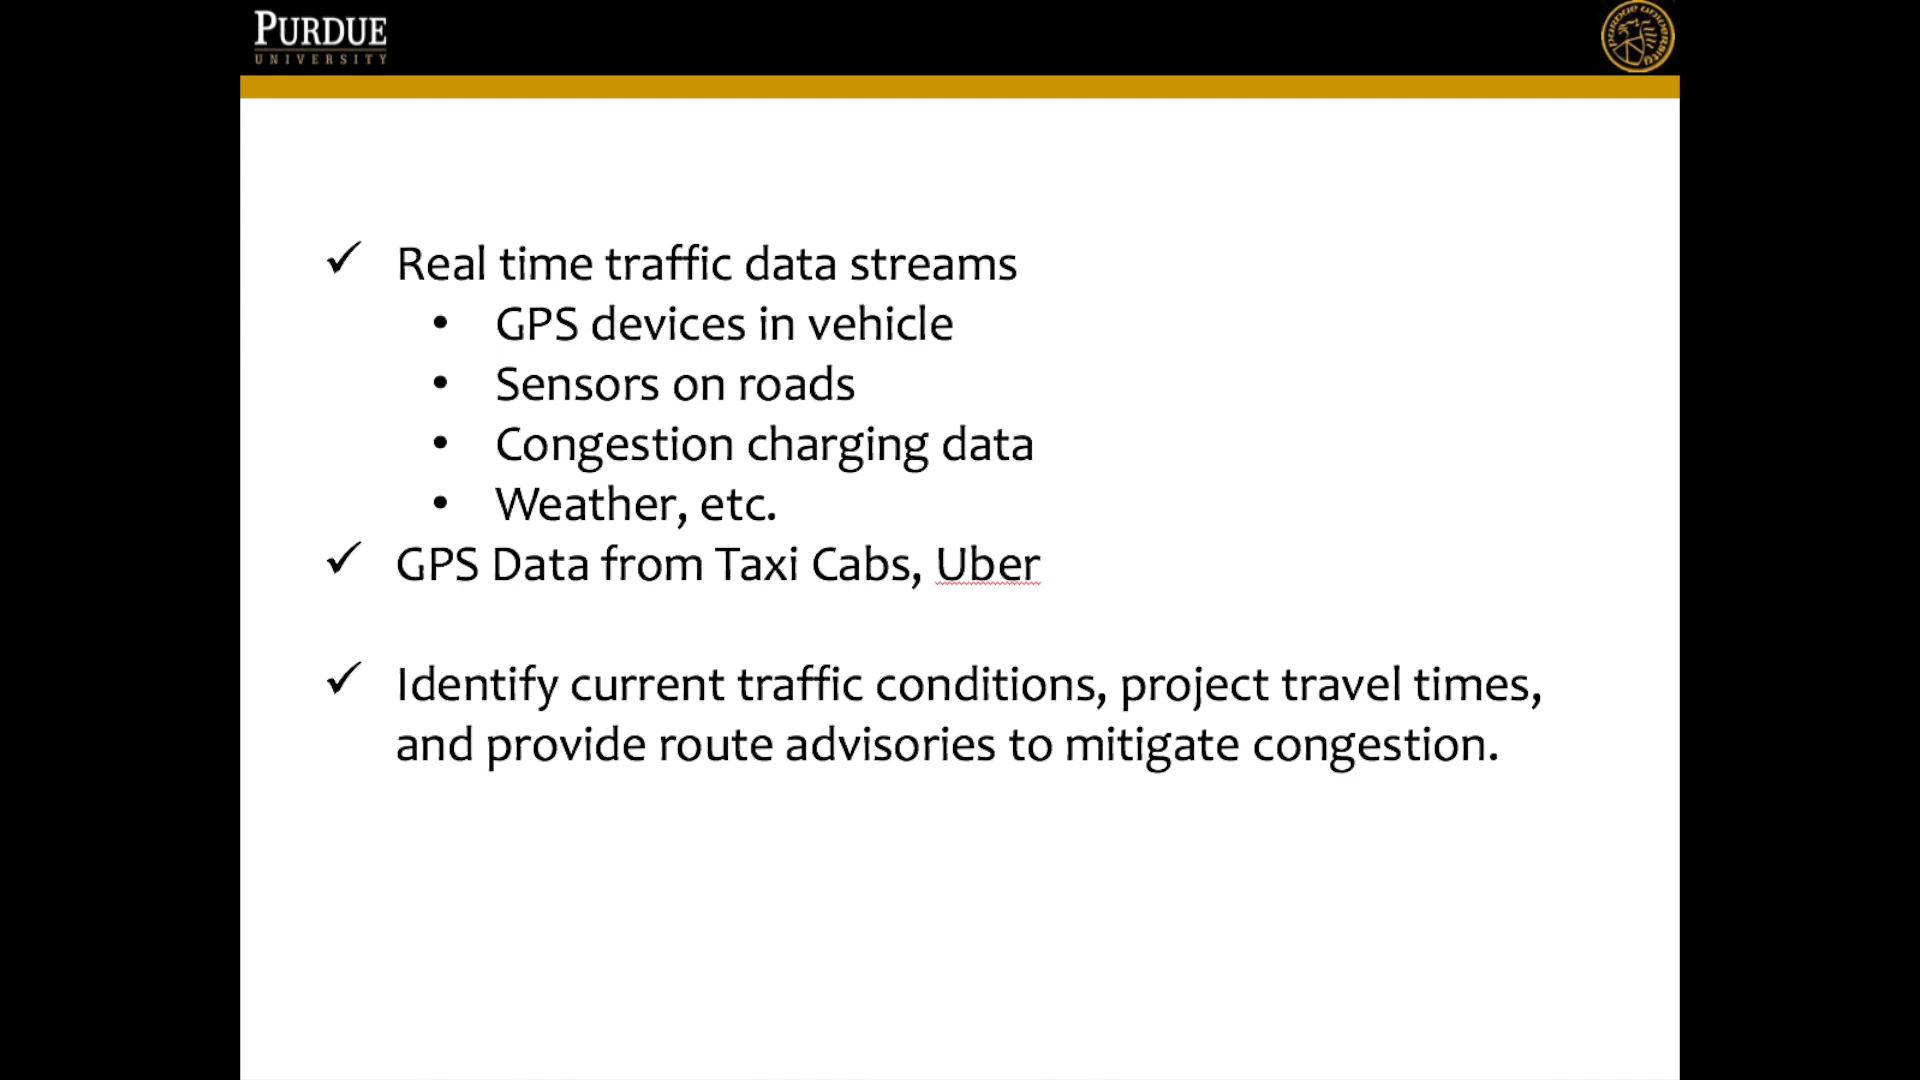 PURDUE
UNIVERSITY
✓ Real time traffic data streams
• GPS devices in vehicle
• Sensors on roads
• Congestion charging data
• Weather, etc.
✓ GPS Data from Taxi Cabs, Uber
✓ Identify current traffic conditions, project travel times,
and provide route advisories to mitigate congestion.